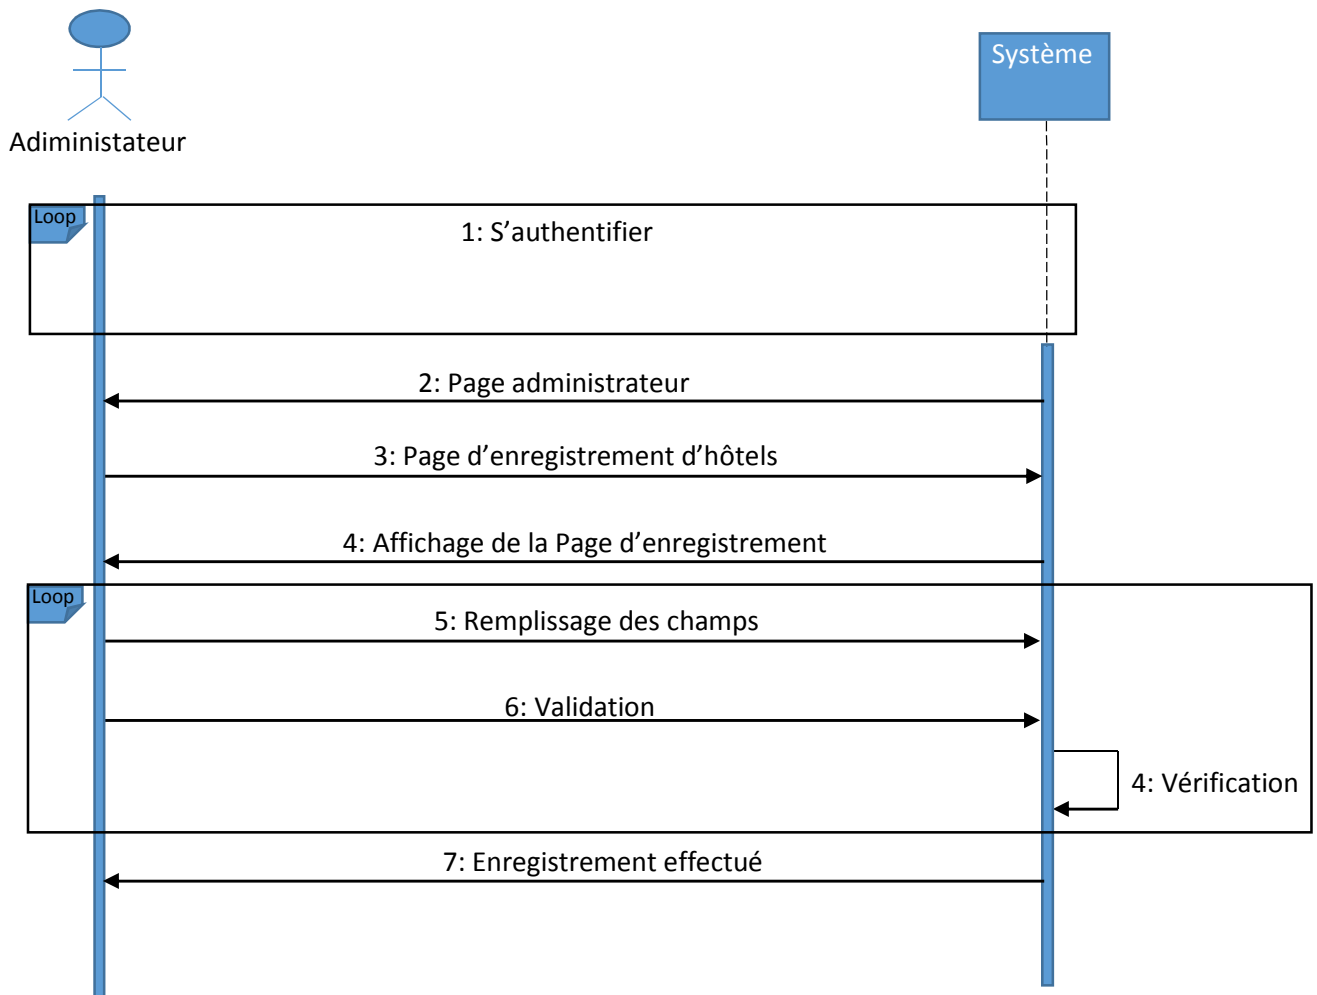 Système
Adiministateur
Loop
1: S’authentifier
2: Page administrateur
3: Page d’enregistrement d’hôtels
4: Affichage de la Page d’enregistrement
Loop
5: Remplissage des champs
6: Validation
4: Vérification
7: Enregistrement effectué